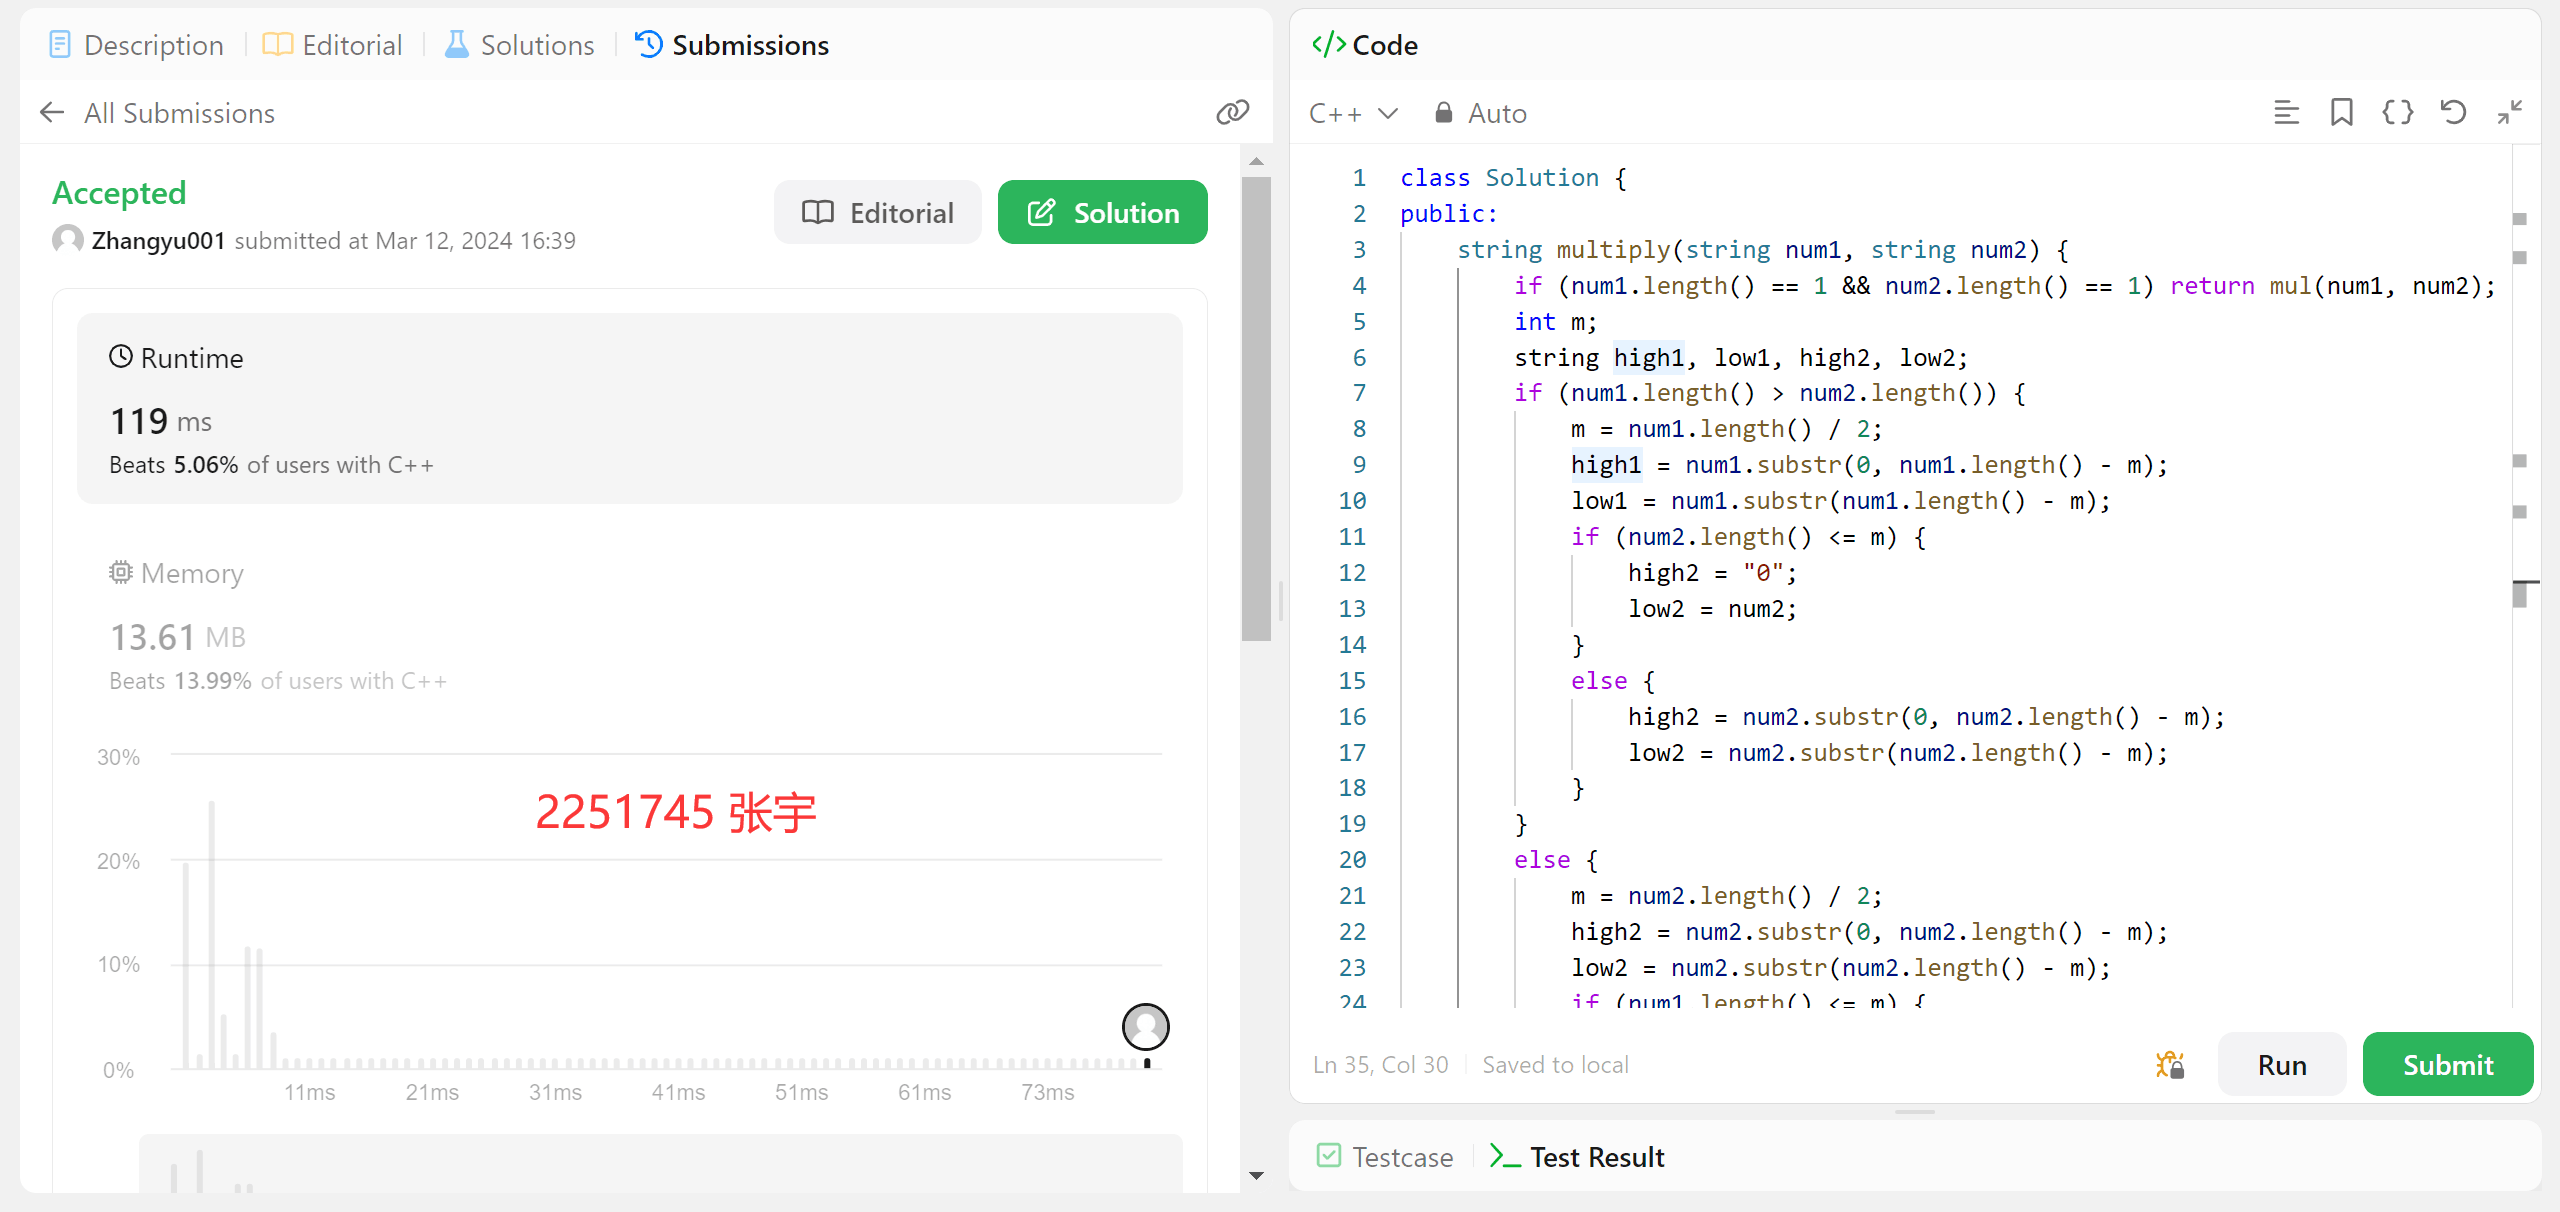 Description
Editorial
Solutions
Submissions
All Submissions
Accepted
Zhangyu001 submitted at Mar 12, 2024 16:39
Editorial
Solution
Runtime
119 ms
Beats 5.06% of users with C++
Memory
13.61 MB
Beats 13.99% of users with C++
30%
20%
10%
0%
2251745 张宇
11ms 21ms 31ms 41ms 51ms 61ms 73ms
Code
C++
Auto
1 class Solution {
2 public:
3     string multiply(string num1, string num2) {
4         if (num1.length() == 1 && num2.length() == 1) return mul(num1, num2);
5         int m;
6         string high1, low1, high2, low2;
7         if (num1.length() > num2.length()) {
8             m = num1.length() / 2;
9             high1 = num1.substr(0, num1.length() - m);
10             low1 = num1.substr(num1.length() - m);
11             if (num2.length() <= m) {
12                 high2 = "0";
13                 low2 = num2;
14             }
15             else {
16                 high2 = num2.substr(0, num2.length() - m);
17                 low2 = num2.substr(num2.length() - m);
18             }
19         }
20         else {
21             m = num2.length() / 2;
22             high2 = num2.substr(0, num2.length() - m);
23             low2 = num2.substr(num2.length() - m);
24             if (num1.length() <= m) {
Ln 35, Col 30
Saved to local
Run
Submit
Testcase
Test Result